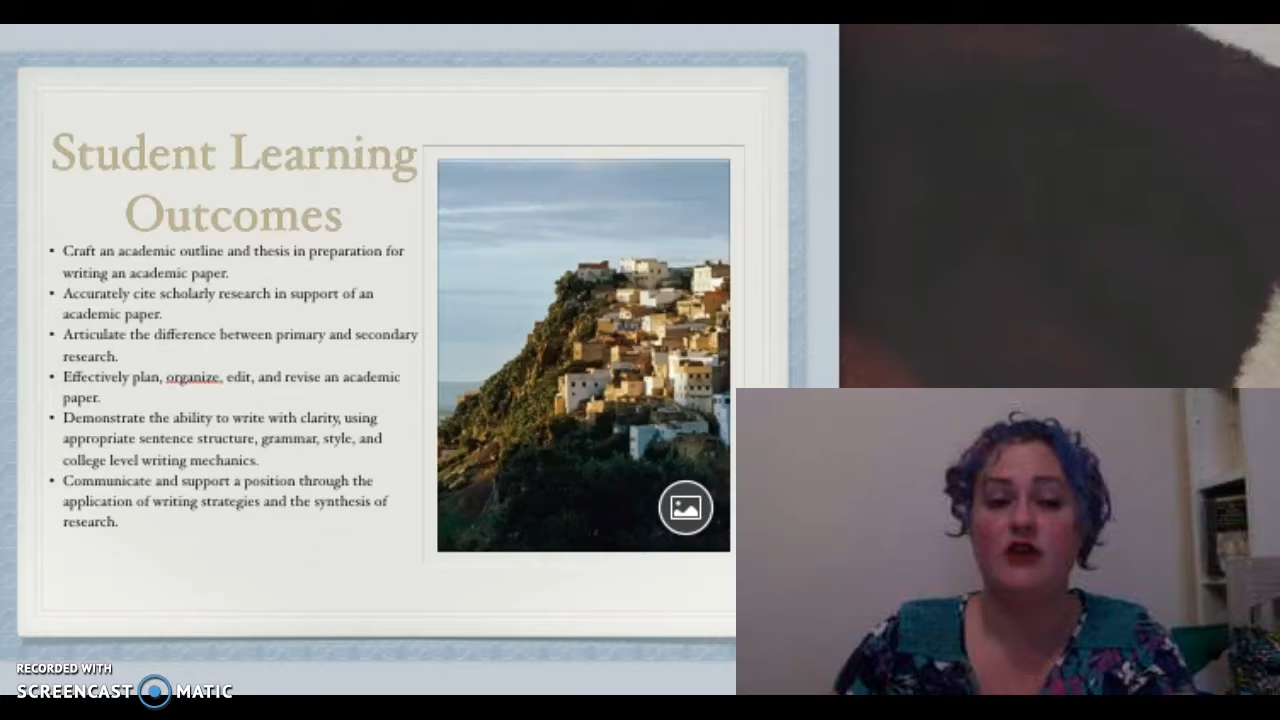 Student Learning
Outcomes
• Craft an academic outline and thesis in preparation for
writing an academic paper.
• Accurately cite scholarly research in support of an
academic paper.
• Articulate the difference between primary and secondary
research.
• Effectively plan, organize, edit, and revise an academic
paper.
• Demonstrate the ability to write with clarity, using
appropriate sentence structure, grammar, style, and
college level writing mechanics.
• Communicate and support a position through the
application of writing strategies and the synthesis of
research.
RECORDED WITH
SCREENCAST MATIC